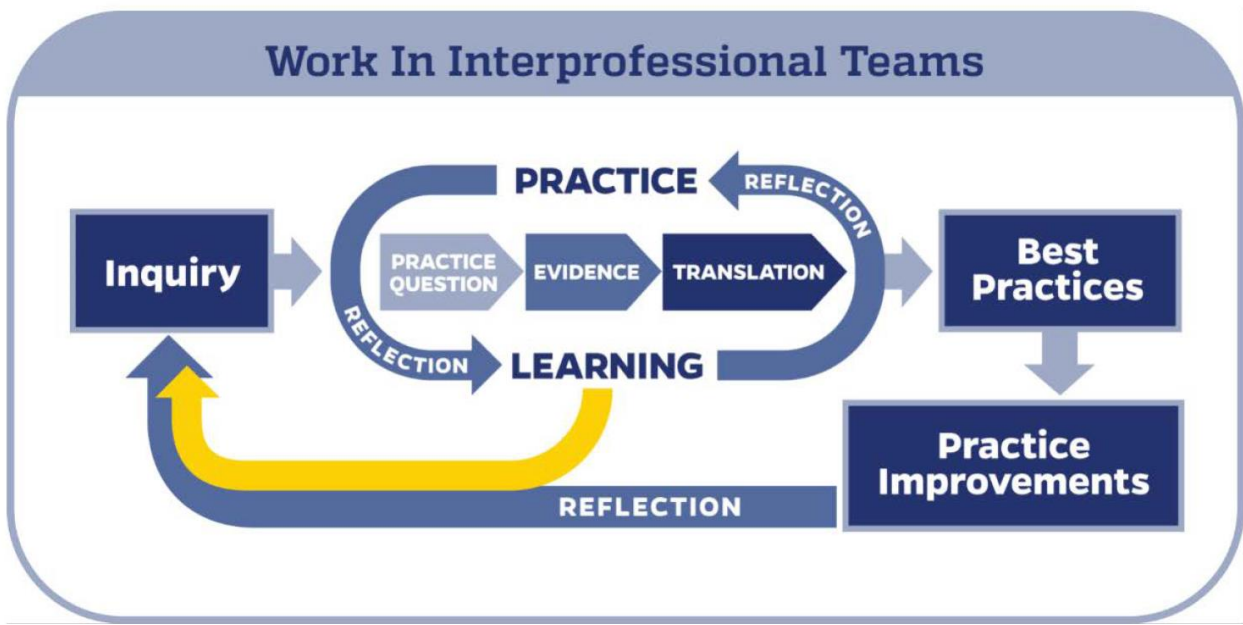 Work In Interprofessional Teams
PRACTICE
REFLECTION
Inquiry
PRACTICE
QUESTION
EVIDENCE
TRANSLATION
REFLECTION
LEARNING
Best
Practices
Practice
Improvements
REFLECTION